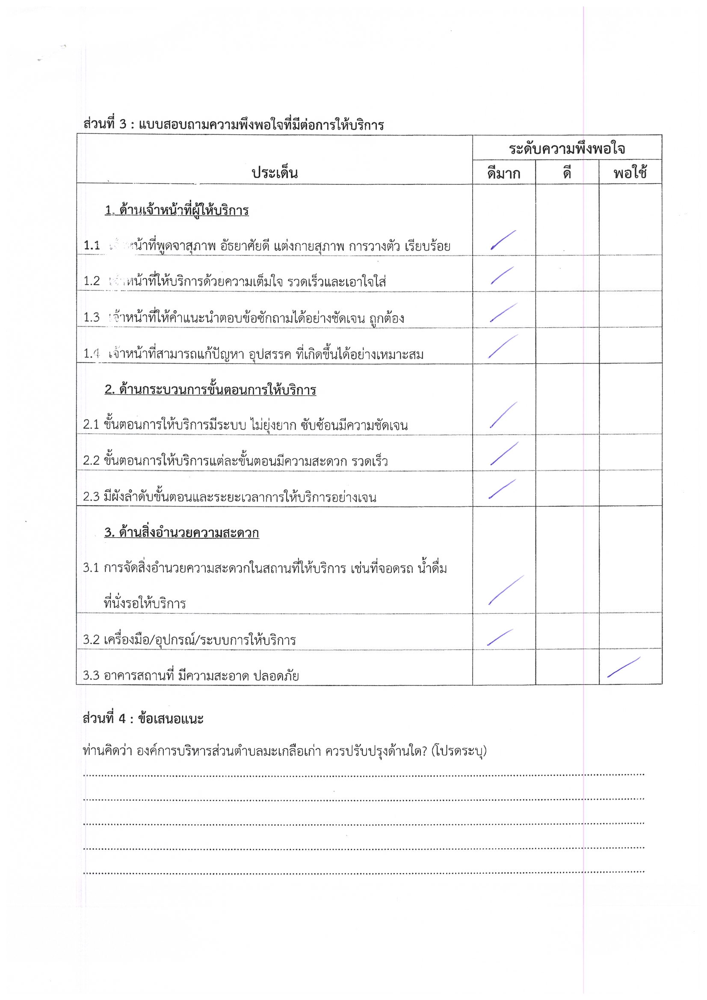 ส่วนที่ 3 : แบบสอบถามความพึงพอใจที่มีต่อการให้บริการ
ระดับความพึงพอใจ
ประเด็น ดีมาก ดี พอใช้
1. ด้านเจ้าหน้าที่ผู้ให้บริการ
1.1 เจ้าหน้าที่พูดจาสุภาพ อัธยาศัยดี แต่งกายสุภาพ การวางตัว เรียบร้อย /
1.2 เจ้าหน้าที่ให้บริการด้วยความเต็มใจ รวดเร็วและเอาใจใส่ /
1.3 เจ้าหน้าที่ให้คำแนะนำตอบข้อซักถามได้อย่างชัดเจน ถูกต้อง /
1.4 เจ้าหน้าที่สามารถแก้ปัญหา อุปสรรค ที่เกิดขึ้นได้อย่างเหมาะสม /
2. ด้านกระบวนการขั้นตอนการให้บริการ
2.1 ขั้นตอนการให้บริการมีระบบ ไม่ยุ่งยาก ซับซ้อนมีความชัดเจน /
2.2 ขั้นตอนการให้บริการแต่ละขั้นตอนมีความสะดวก รวดเร็ว /
2.3 มีผังลำดับขั้นตอนและระยะเวลาการให้บริการอย่างเจน /
3. ด้านสิ่งอำนวยความสะดวก
3.1 การจัดสิ่งอำนวยความสะดวกในสถานที่ให้บริการ เช่นที่จอดรถ น้ำดื่ม
ที่นั่งรอให้บริการ /
3.2 เครื่องมือ/อุปกรณ์/ระบบการให้บริการ /
3.3 อาคารสถานที่ มีความสะอาด ปลอดภัย /
ส่วนที่ 4 : ข้อเสนอแนะ
ท่านคิดว่า องค์การบริหารส่วนตำบลมะเกลือเก่า ควรปรับปรุงด้านใด? (โปรดระบุ)